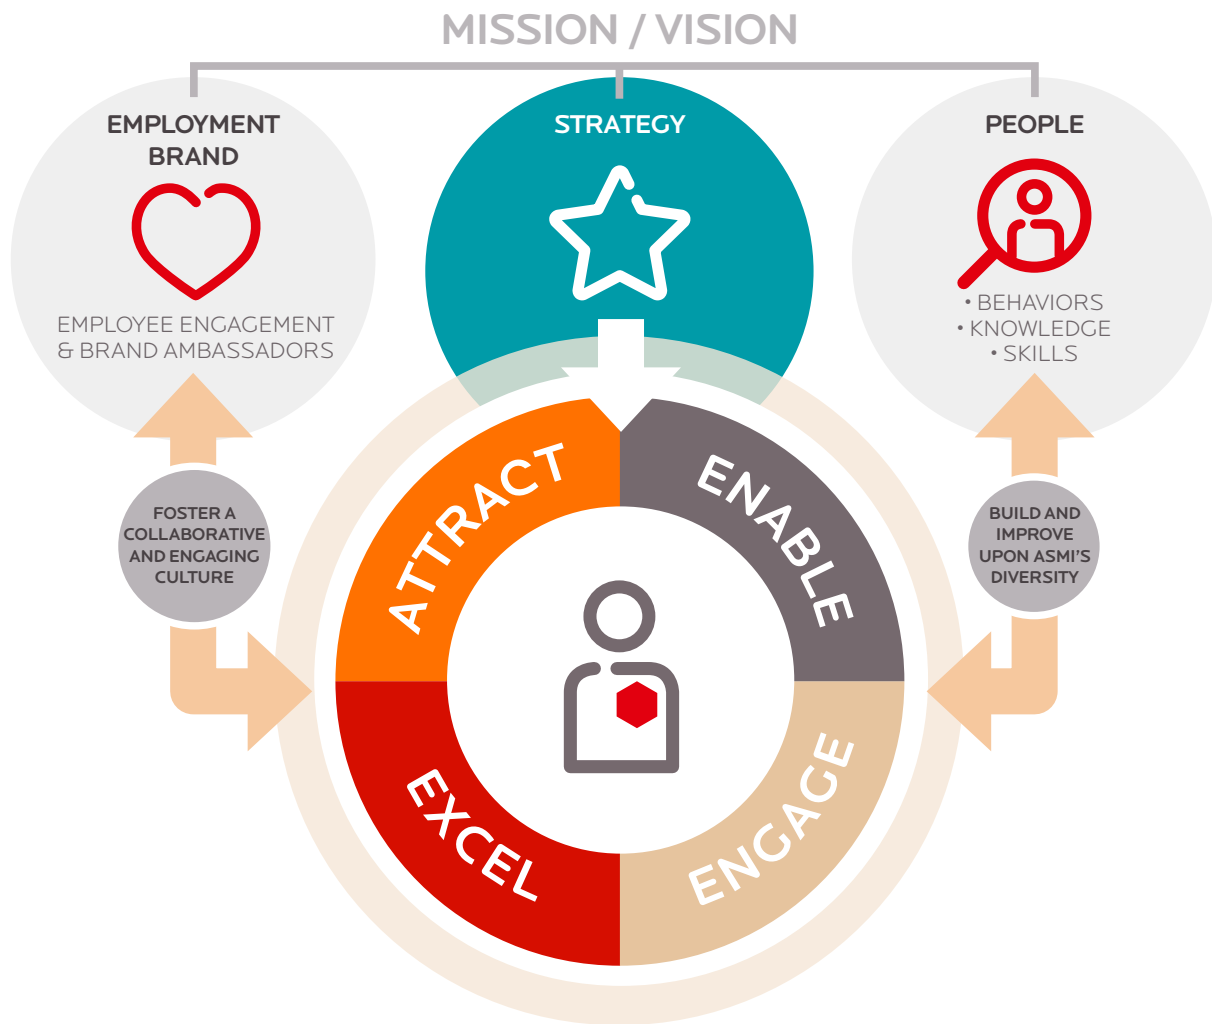 MISSION / VISION
EMPLOYMENT
BRAND
EMPLOYEE ENGAGEMENT
& BRAND AMBASSADORS
STRATEGY
PEOPLE
• BEHAVIORS
• KNOWLEDGE
• SKILLS
FOSTER A
COLLABORATIVE
AND ENGAGING
CULTURE
BUILD AND
IMPROVE
UPON ASMI'S
DIVERSITY
ATTRACT
ENABLE
EXCEL
ENGAGE